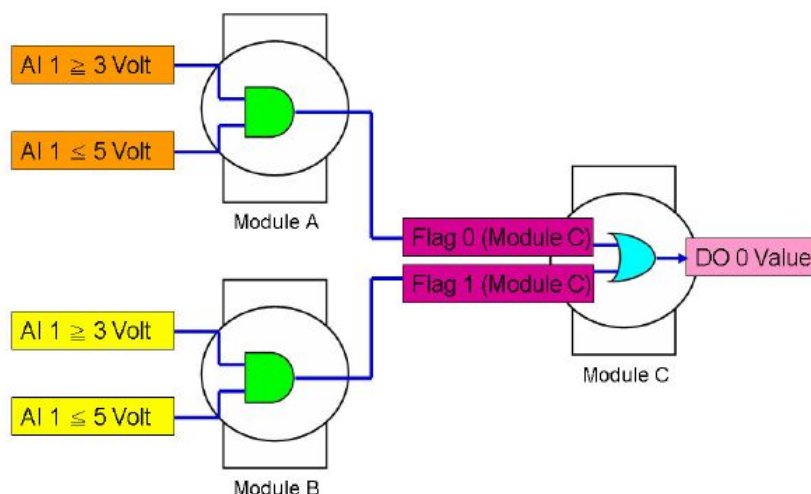 AI 1 ≧ 3 Volt
AI 1 ≦ 5 Volt
Module A
Flag 0 (Module C)
Flag 1 (Module C)
DO 0 Value
Module C
AI 1 ≧ 3 Volt
AI 1 ≦ 5 Volt
Module B